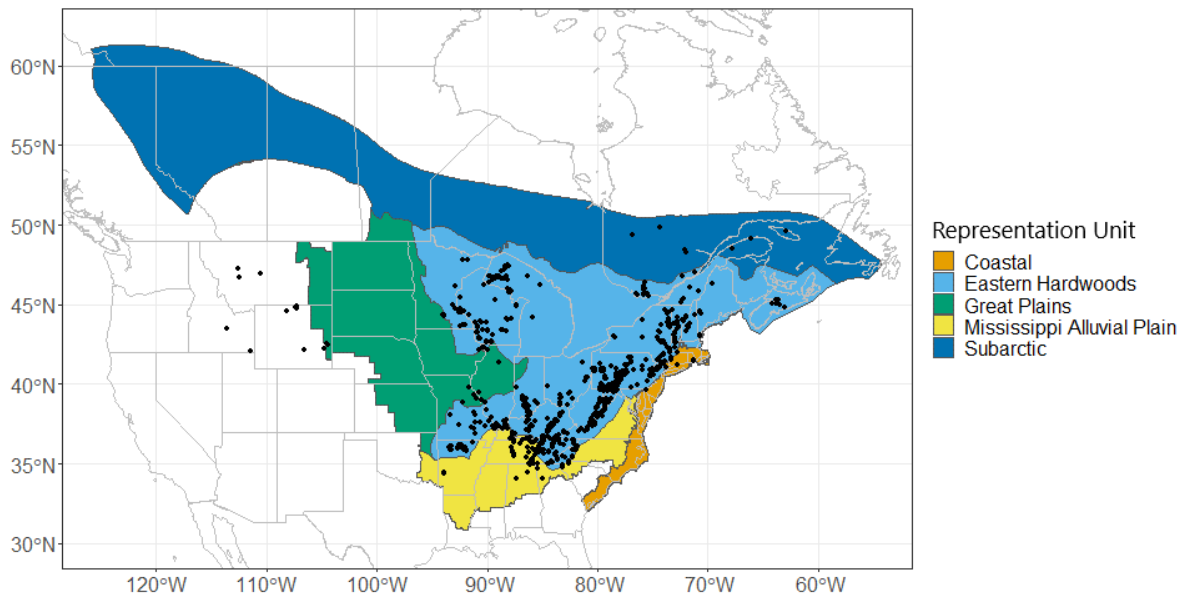 60°N
55°N
50°N
45°N
40°N
35°N
30°N
120°W
110°W
100°W
90°W
80°W
70°W
60°W
Representation Unit
Coastal
Eastern Hardwoods
Great Plains
Mississippi Alluvial Plain
Subarctic